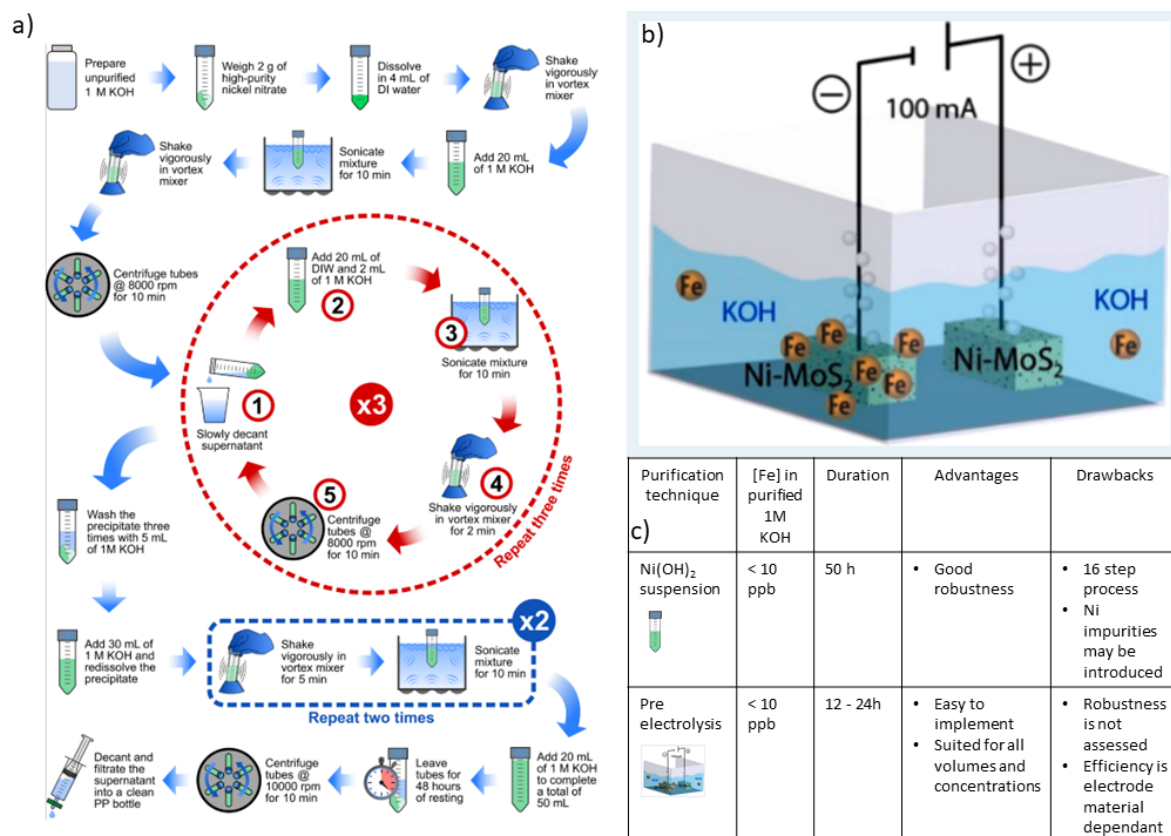 a)
Prepare
unpurified
1 M KOH
Weigh 2 g of
high-purity
nickel nitrate
Dissolve
in 4 mL of
DI water
Shake
vigorously
in vortex
mixer
Shake
vigorously
in vortex
mixer
Sonicate
mixture
for 10 min
Add 20 mL
of 1 M KOH
Centrifuge tubes
@ 8000 rpm
for 10 min
Add 20 mL of
DIW and 2 mL
of 1 M KOH
2
3
Sonicate mixture
for 10 min
1
Slowly decant
supernatant
x3
4
Shake vigorously
in vortex mixer
for 2 min
5
Centrifuge
tubes @
8000 rpm
for 10 min
Repeat three times
Wash the
precipitate three
times with 5 mL
of 1M KOH
x2
Add 30 mL of
1 M KOH and
redissolve the
precipitate
Shake
vigorously in
vortex mixer
for 5 min
Sonicate
mixture
for 10 min
Repeat two times
Decant and
filtrate the
supernatant
into a clean
PP bottle
Centrifuge
tubes @
10000 rpm
for 10 min
Leave
tubes for
48 hours
of resting
Add 20 mL
of 1 M KOH
to complete
a total of
50 mL
b)
−
+
100 mA
Fe
KOH
KOH
Fe
Fe
Fe
Fe
Fe
Fe
Fe
Fe
Ni-MoS₂
Ni-MoS₂
c)
Purification
technique
[Fe] in
purified
1M
KOH
Duration
Advantages
Drawbacks
Ni(OH)₂
suspension
< 10
ppb
50 h
• Good
robustness
• 16 step
process
• Ni
impurities
may be
introduced
Pre
electrolysis
< 10
ppb
12 - 24h
• Easy to
implement
• Suited for all
volumes and
concentrations
• Robustness
is not
assessed
• Efficiency is
electrode
material
dependant